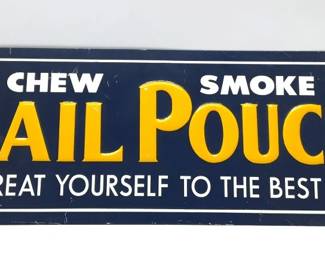 CHEW SMOKE
AIL POUC
REAT YOURSELF TO THE BEST